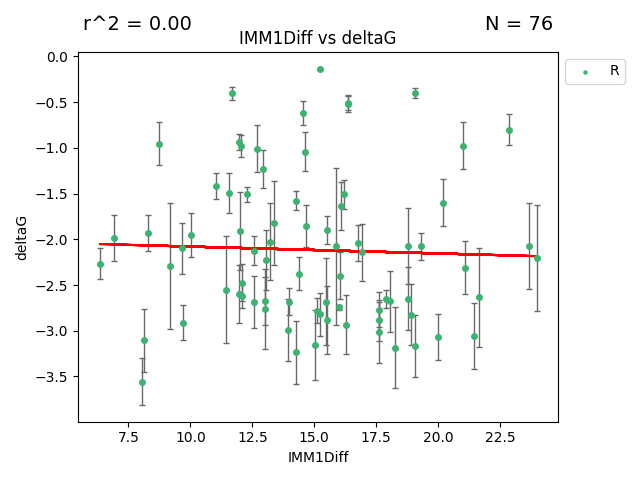 r^2 = 0.00
N = 76
IMM1Diff vs deltaG
R
0.0
−0.5
−1.0
−1.5
−2.0
−2.5
−3.0
−3.5
deltaG
7.5 10.0 12.5 15.0 17.5 20.0 22.5
IMM1Diff